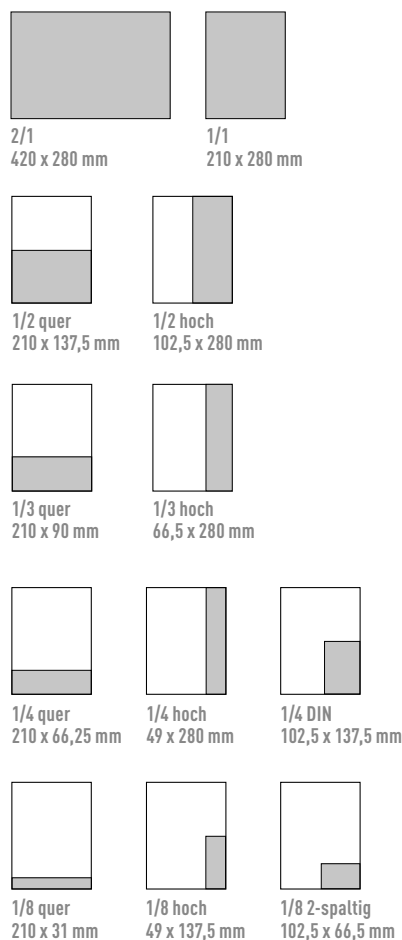 2/1
420 x 280 mm
1/1
210 x 280 mm
1/2 quer
210 x 137,5 mm
1/2 hoch
102,5 x 280 mm
1/3 quer
210 x 90 mm
1/3 hoch
66,5 x 280 mm
1/4 quer
210 x 66,25 mm
1/4 hoch
49 x 280 mm
1/4 DIN
102,5 x 137,5 mm
1/8 quer
210 x 31 mm
1/8 hoch
49 x 137,5 mm
1/8 2-spaltig
102,5 x 66,5 mm